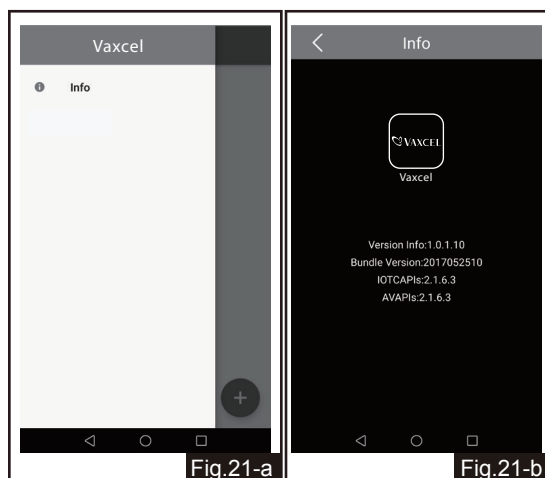 Vaxcel
Info
Fig.21-a
Info
VAXCEL
Vaxcel
Version Info:1.0.1.10
Bundle Version:2017052510
IOTCAPIs:2.1.6.3
AVAPIs:2.1.6.3
Fig.21-b